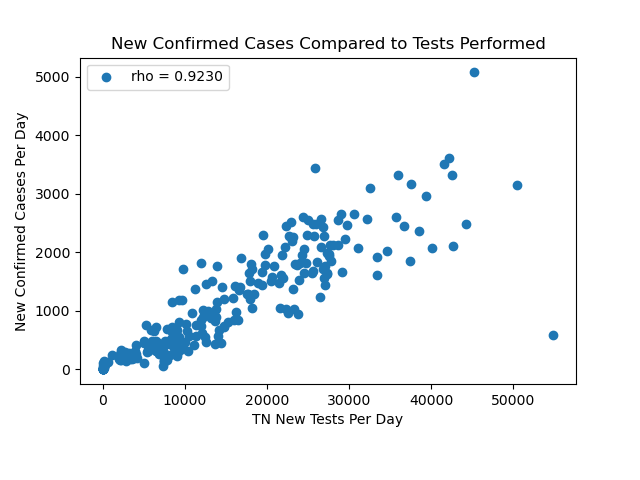 New Confirmed Cases Compared to Tests Performed
rho = 0.9230
5000
4000
3000
2000
1000
0
New Confirmed Caeses Per Day
0 10000 20000 30000 40000 50000
TN New Tests Per Day